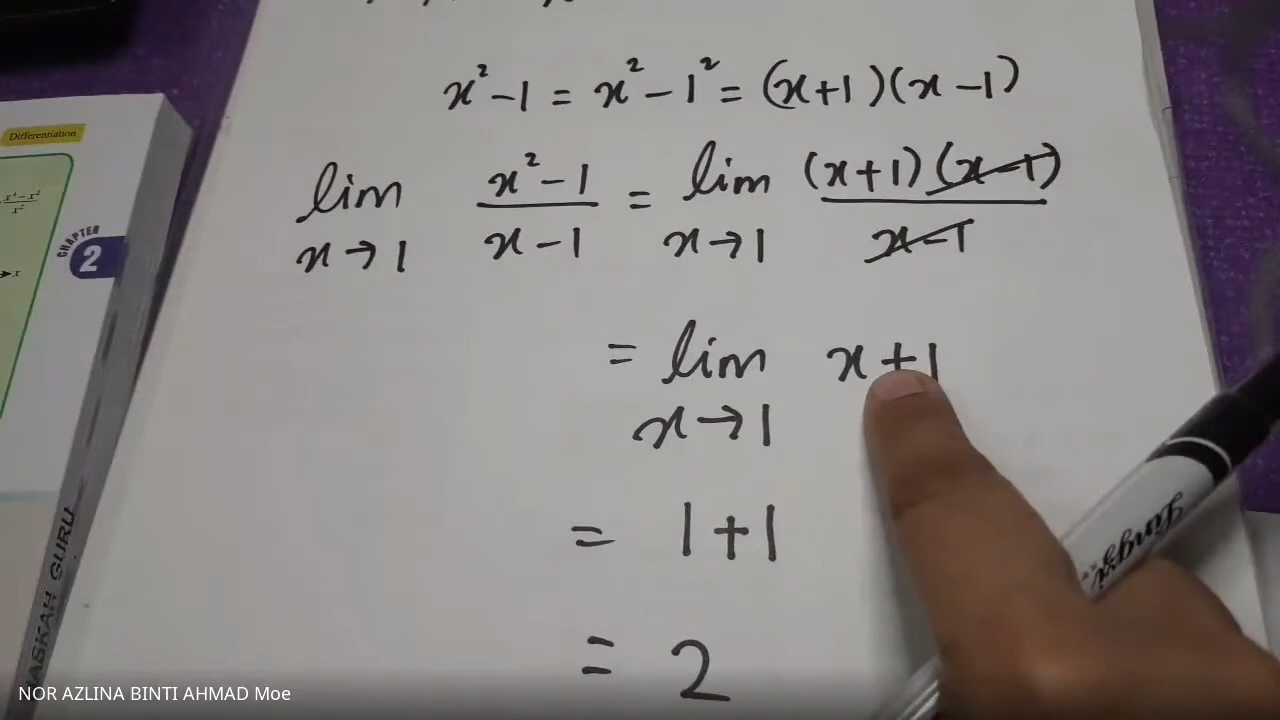 x² - 1 = x² - 1² = (x+1)(x-1)
lim x→1 (x² - 1)/(x - 1) = lim x→1 (x+1)(x-1)/(x-1)
= lim x→1 x+1
= 1+1
= 2
Differentiation
CHAPTER
2
NASKAH GURU
NOR AZLINA BINTI AHMAD Moe